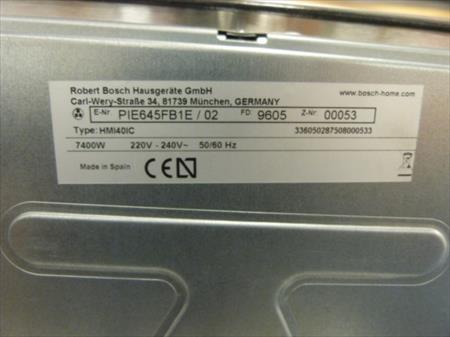 Robert Bosch Hausgeräte GmbH
www.bosch-home.com
Carl-Wery-Straße 34, 81739 München, GERMANY
E-Nr. PIE645FB1E / 02 FD. 9605 Z-Nr. 00053
Type: HMI40IC 336050287508000533
7400W 220V - 240V~ 50/60 Hz
Made in Spain CE N